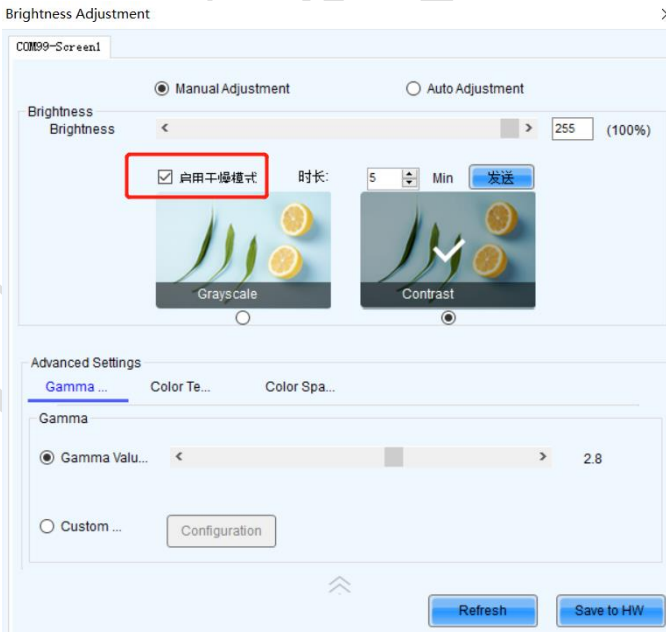 Brightness Adjustment
COM99-Screen1
Manual Adjustment
Auto Adjustment
Brightness
Brightness
255
(100%)
启用干燥模式
时长:
5
Min
发送
Grayscale
Contrast
Advanced Settings
Gamma ...
Color Te...
Color Spa...
Gamma
Gamma Valu...
2.8
Custom ...
Configuration
Refresh
Save to HW